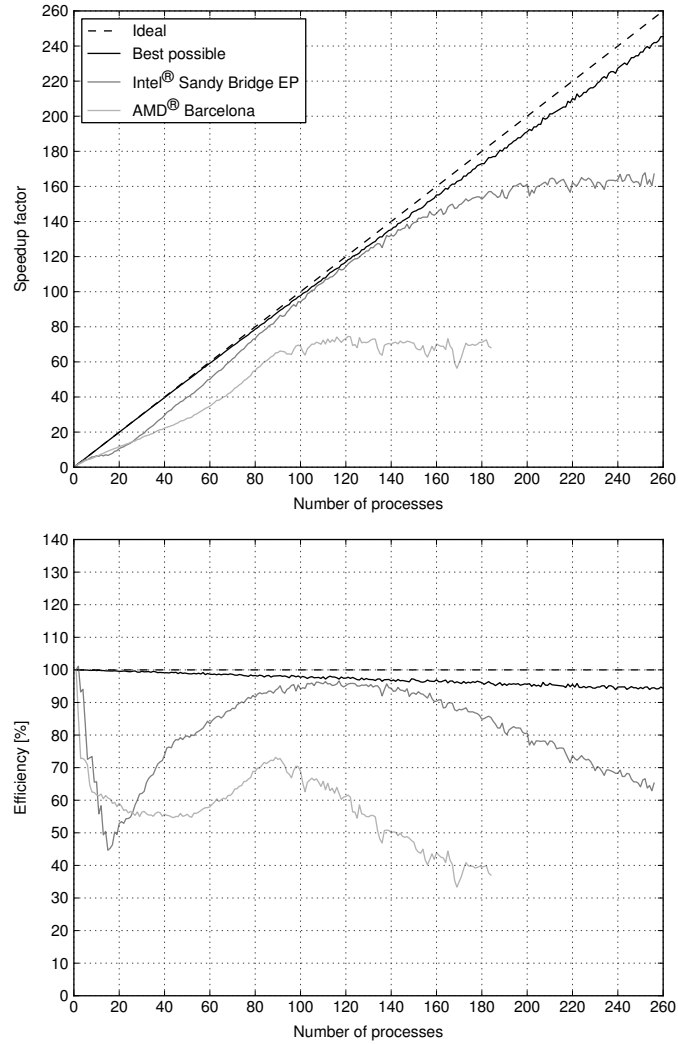 260
240
220
200
180
160
140
120
100
80
60
40
20
0
Speedup factor
Ideal
Best possible
Intel® Sandy Bridge EP
AMD® Barcelona
0 20 40 60 80 100 120 140 160 180 200 220 240 260
Number of processes
140
130
120
110
100
90
80
70
60
50
40
30
20
10
0
Efficiency [%]
0 20 40 60 80 100 120 140 160 180 200 220 240 260
Number of processes